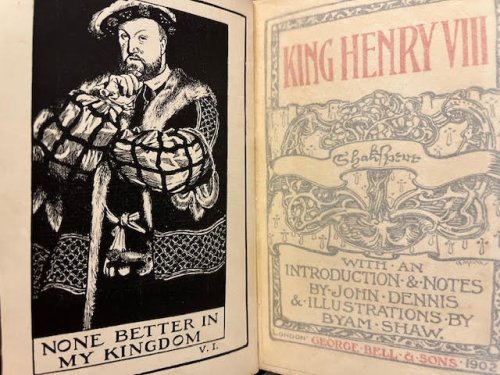 NONE BETTER IN
MY KINGDOM
V. I.
KING HENRY VIII
Shakspere
WITH AN
INTRODUCTION & NOTES
BY JOHN DENNIS
& ILLUSTRATIONS BY
BYAM SHAW.
LONDON: GEORGE BELL & SONS. 1902